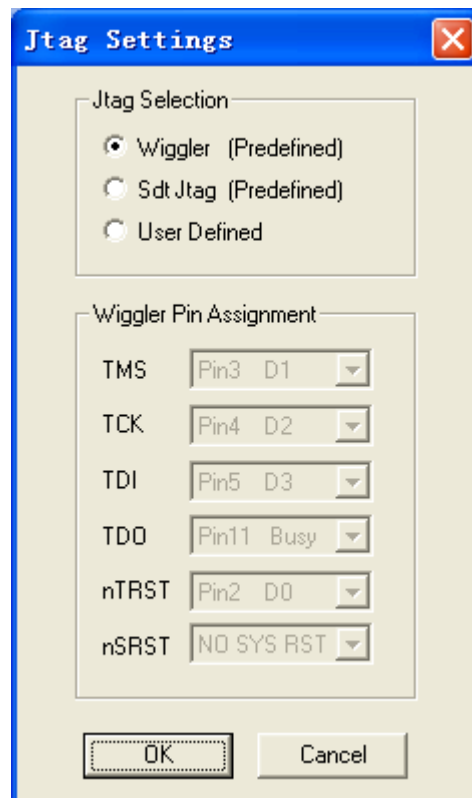 Jtag Settings
Jtag Selection
Wiggler (Predefined)
Sdt Jtag (Predefined)
User Defined
Wiggler Pin Assignment
TMS Pin3 D1
TCK Pin4 D2
TDI Pin5 D3
TDO Pin11 Busy
nTRST Pin2 D0
nSRST NO SYS RST
OK Cancel